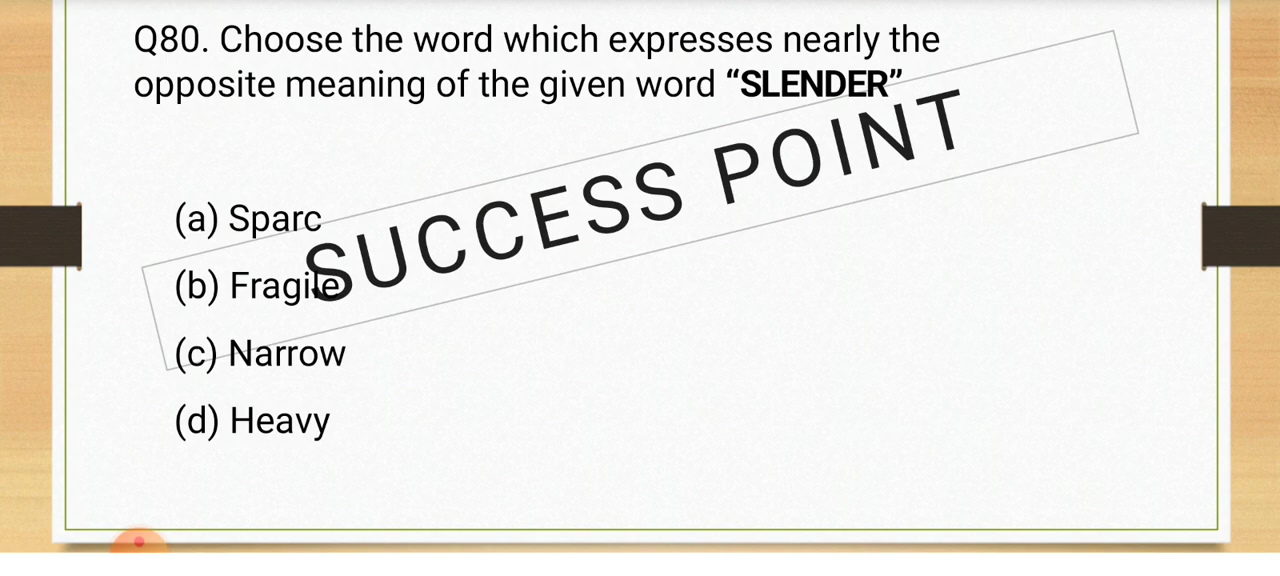 Q80. Choose the word which expresses nearly the
opposite meaning of the given word “SLENDER”
SUCCESS POINT
(a) Sparc
(b) Fragile
(c) Narrow
(d) Heavy